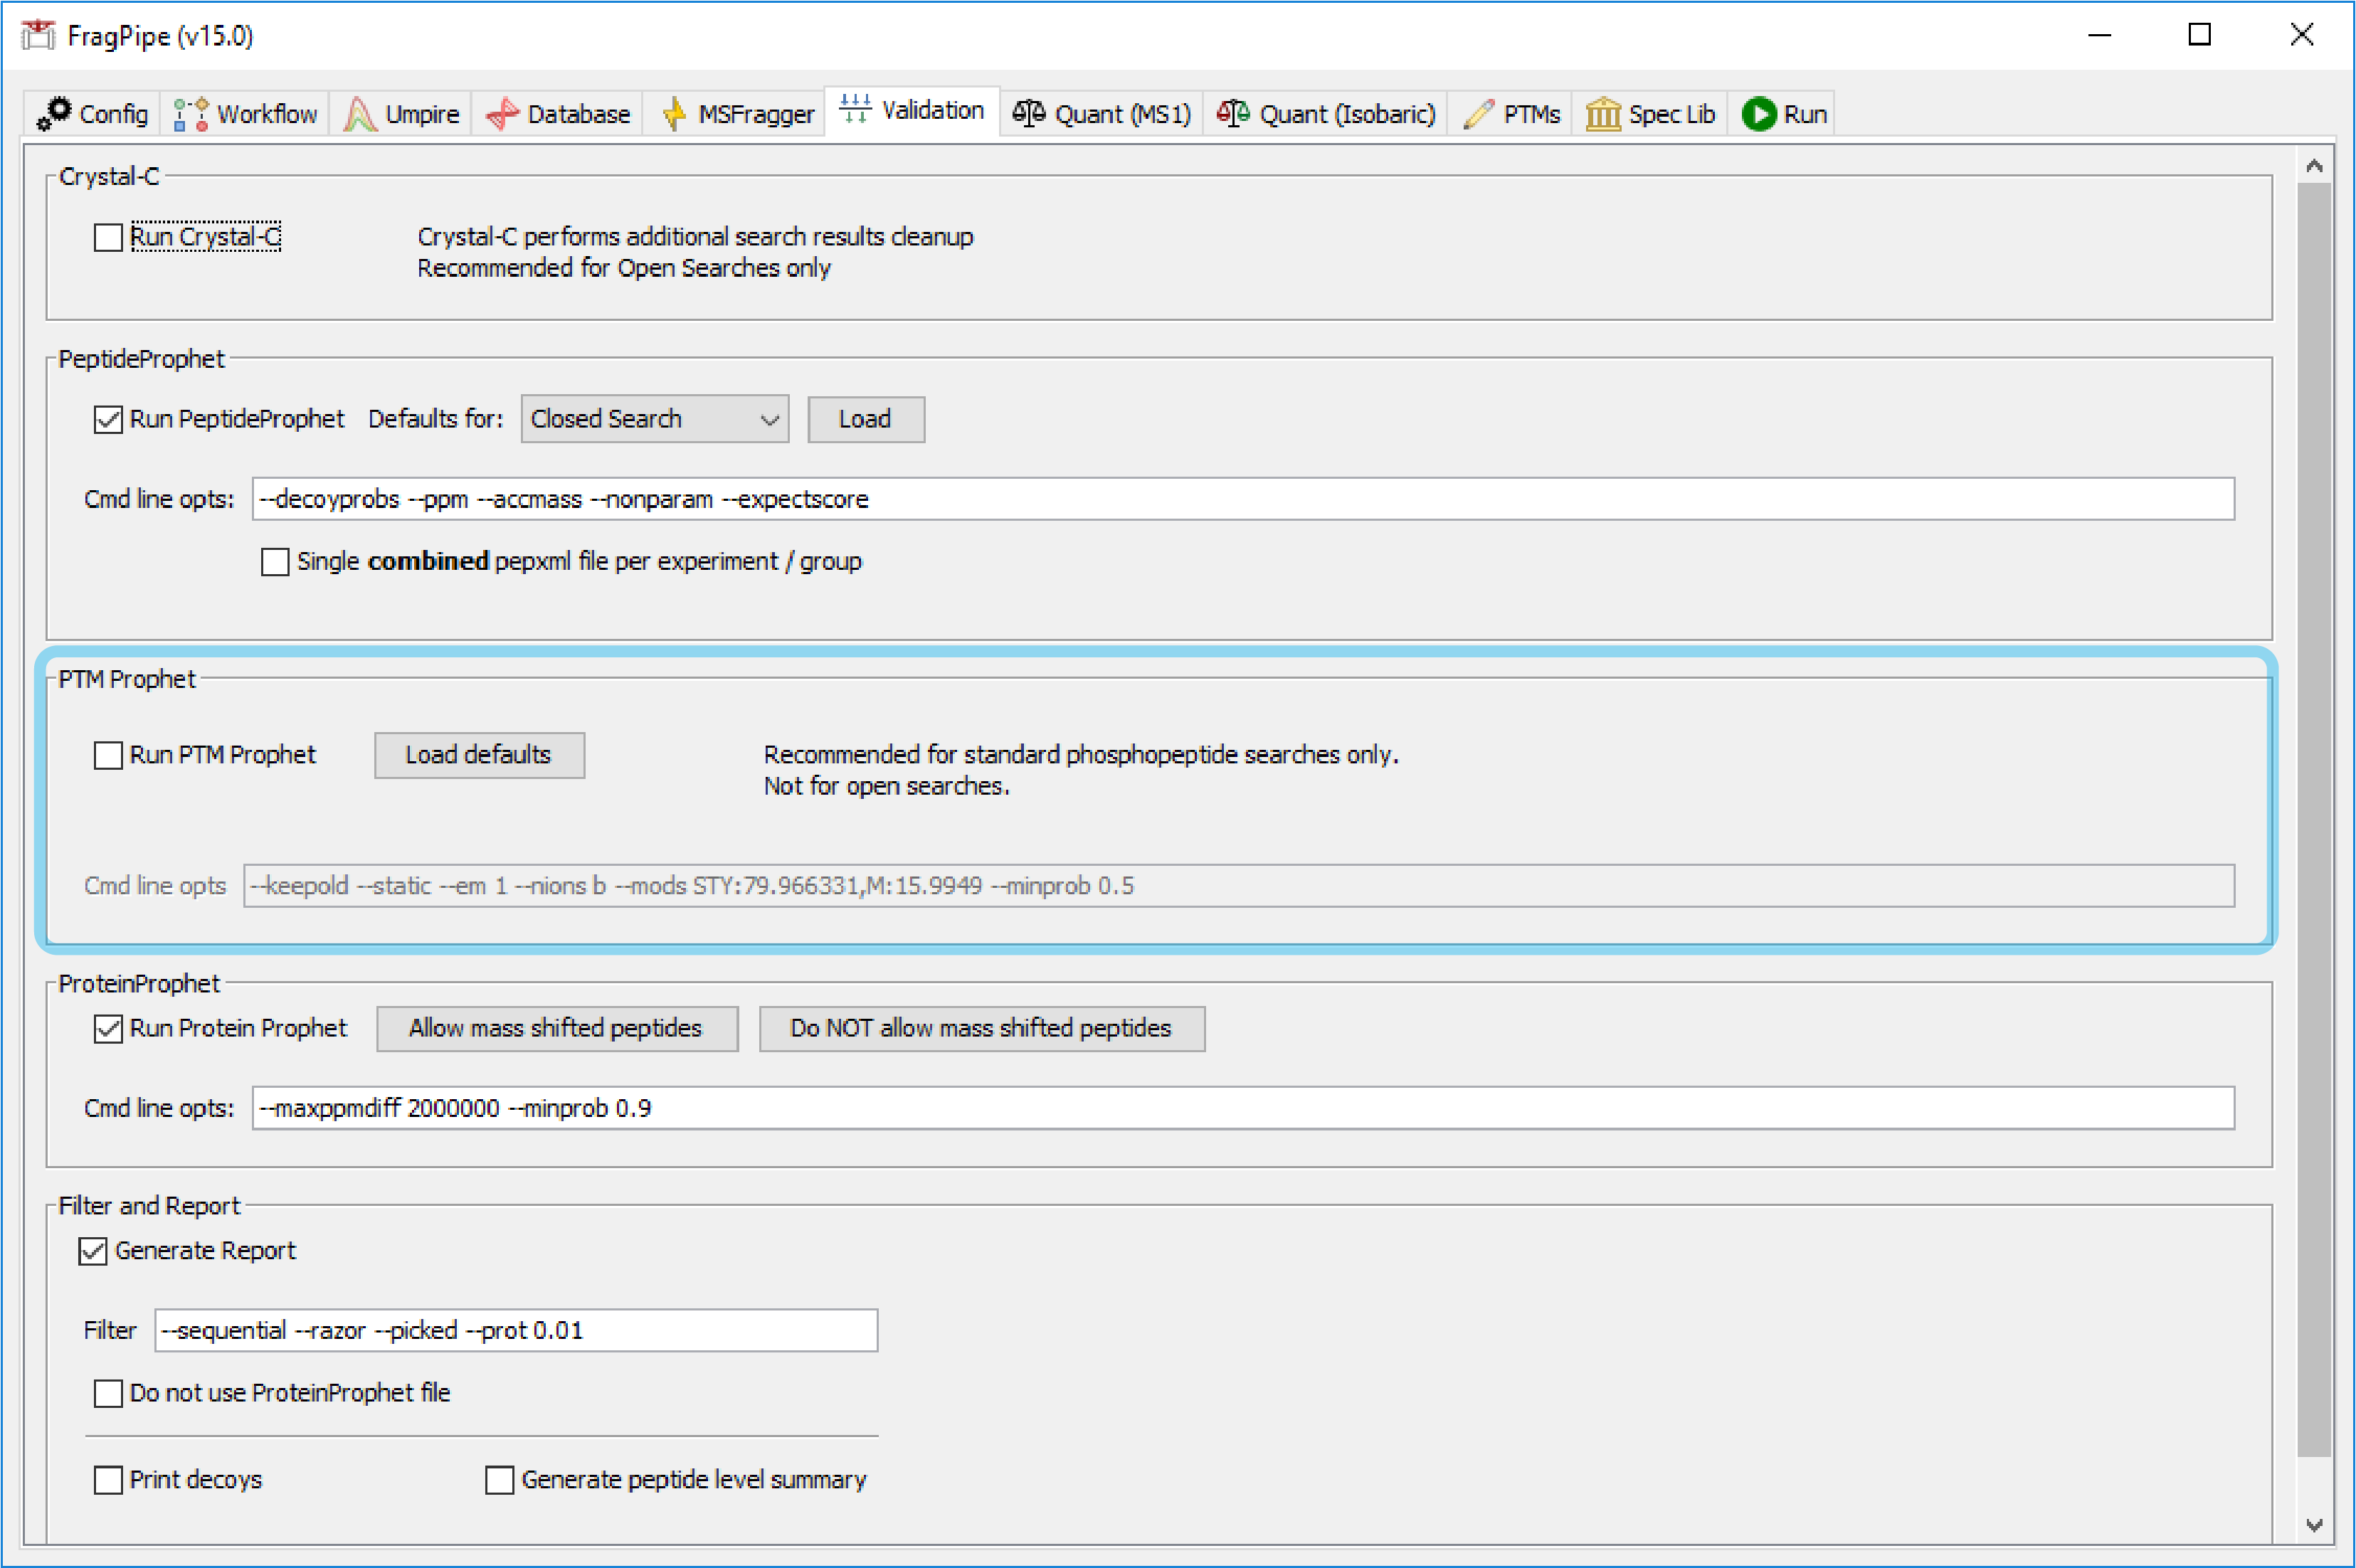 FragPipe (v15.0)
Config Workflow Umpire Database MSFragger Validation Quant (MS1) Quant (Isobaric) PTMs Spec Lib Run
Crystal-C
Run Crystal-C Crystal-C performs additional search results cleanup
Recommended for Open Searches only
PeptideProphet
Run PeptideProphet Defaults for: Closed Search Load
Cmd line opts: --decoyprobs --ppm --accmass --nonparam --expectscore
Single combined pepxml file per experiment / group
PTM Prophet
Run PTM Prophet Load defaults Recommended for standard phosphopeptide searches only.
Not for open searches.
Cmd line opts --keepold --static --em 1 --nions b --mods STY:79.966331,M:15.9949 --minprob 0.5
ProteinProphet
Run Protein Prophet Allow mass shifted peptides Do NOT allow mass shifted peptides
Cmd line opts: --maxppmdiff 2000000 --minprob 0.9
Filter and Report
Generate Report
Filter --sequential --razor --picked --prot 0.01
Do not use ProteinProphet file
Print decoys Generate peptide level summary